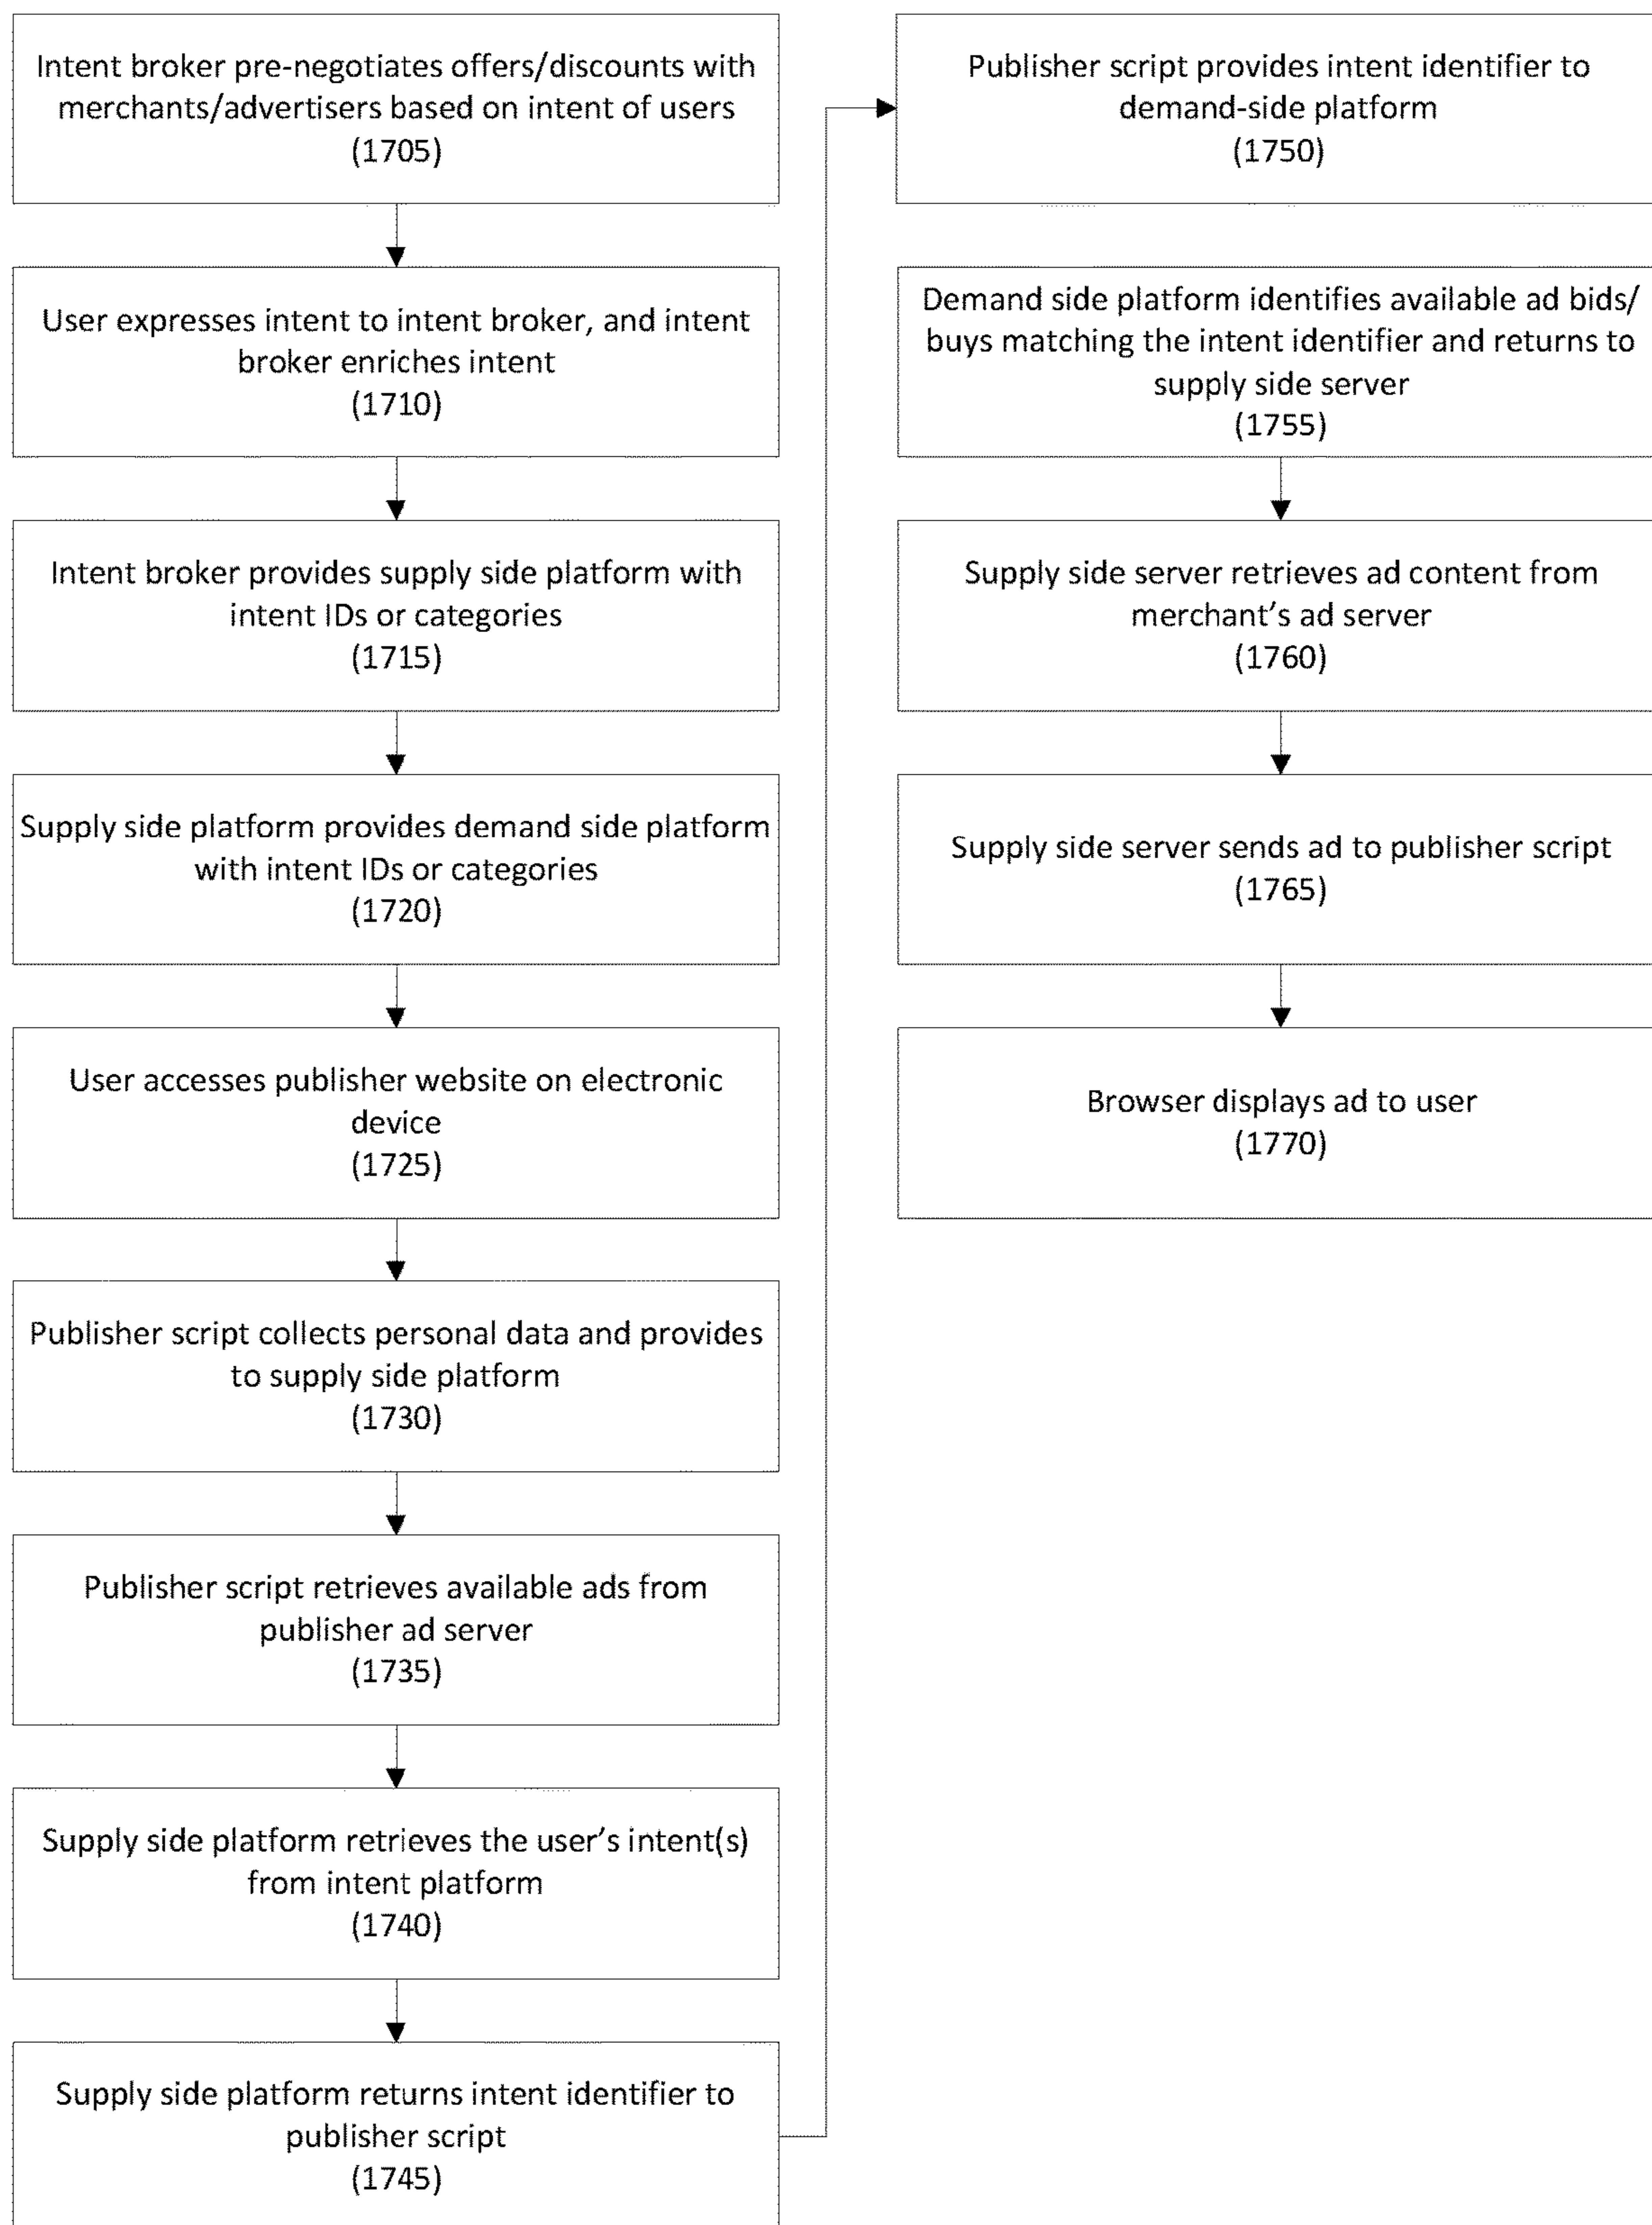 Intent broker pre-negotiates offers/discounts with
merchants/advertisers based on intent of users
(1705)
User expresses intent to intent broker, and intent
broker enriches intent
(1710)
Intent broker provides supply side platform with
intent IDs or categories
(1715)
Supply side platform provides demand side platform
with intent IDs or categories
(1720)
User accesses publisher website on electronic
device
(1725)
Publisher script collects personal data and provides
to supply side platform
(1730)
Publisher script retrieves available ads from
publisher ad server
(1735)
Supply side platform retrieves the user's intent(s)
from intent platform
(1740)
Supply side platform returns intent identifier to
publisher script
(1745)
Publisher script provides intent identifier to
demand-side platform
(1750)
Demand side platform identifies available ad bids/
buys matching the intent identifier and returns to
supply side server
(1755)
Supply side server retrieves ad content from
merchant's ad server
(1760)
Supply side server sends ad to publisher script
(1765)
Browser displays ad to user
(1770)